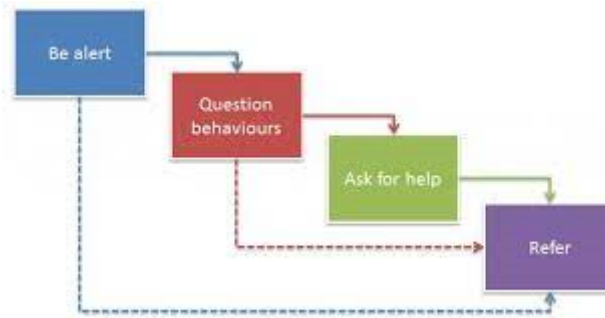 Be alert
Question
behaviours
Ask for help
Refer